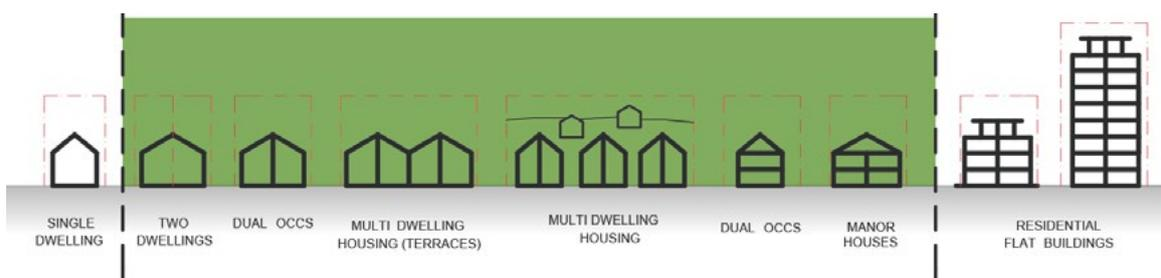 SINGLE
DWELLING
TWO
DWELLINGS
DUAL OCCS
MULTI DWELLING
HOUSING (TERRACES)
MULTI DWELLING
HOUSING
DUAL OCCS
MANOR
HOUSES
RESIDENTIAL
FLAT BUILDINGS